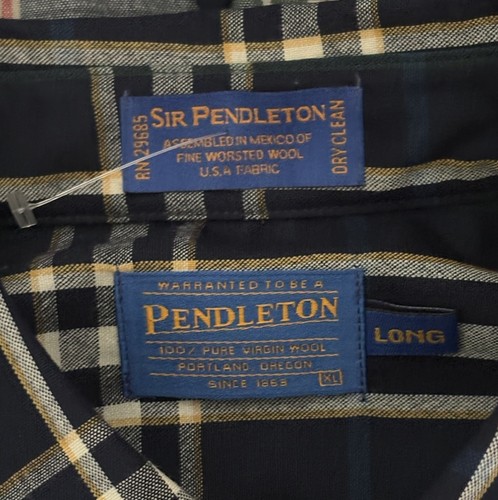 SIR PENDLETON
RN 29685
ASSEMBLED IN MEXICO OF
FINE WORSTED WOOL
U.S.A FABRIC
DRY CLEAN
WARRANTED TO BE A
PENDLETON
100% PURE VIRGIN WOOL
PORTLAND, OREGON
SINCE 1863 XL
LONG